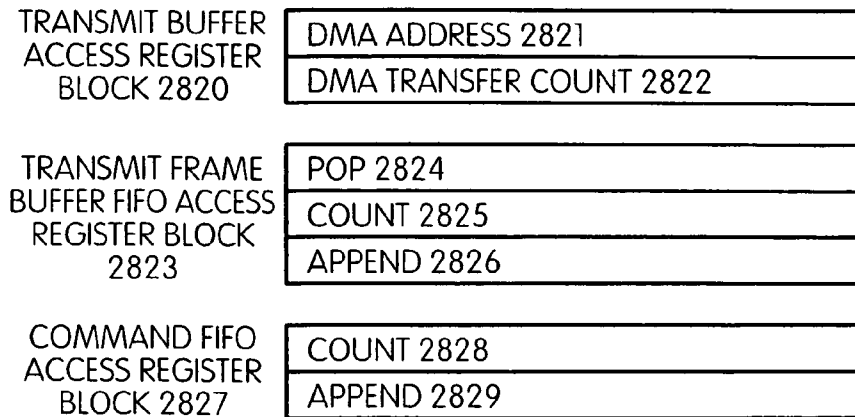 TRANSMIT BUFFER
ACCESS REGISTER
BLOCK 2820
DMA ADDRESS 2821
DMA TRANSFER COUNT 2822
TRANSMIT FRAME
BUFFER FIFO ACCESS
REGISTER BLOCK
2823
POP 2824
COUNT 2825
APPEND 2826
COMMAND FIFO
ACCESS REGISTER
BLOCK 2827
COUNT 2828
APPEND 2829